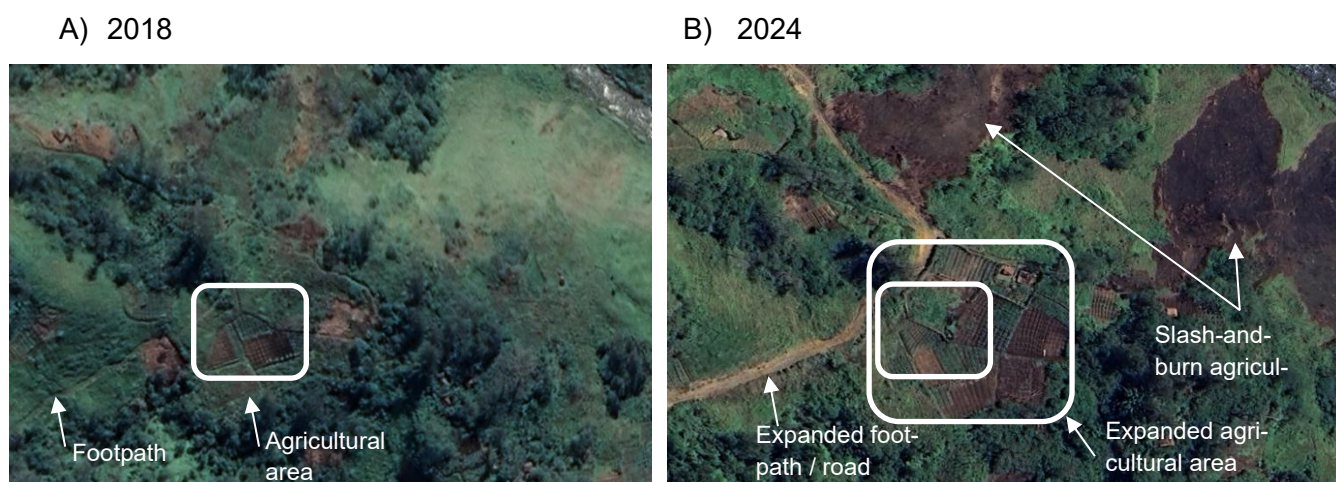 A) 2018
B) 2024
Footpath
Agricultural
area
Slash-and-
burn agricul-
Expanded foot-
path / road
Expanded agri-
cultural area